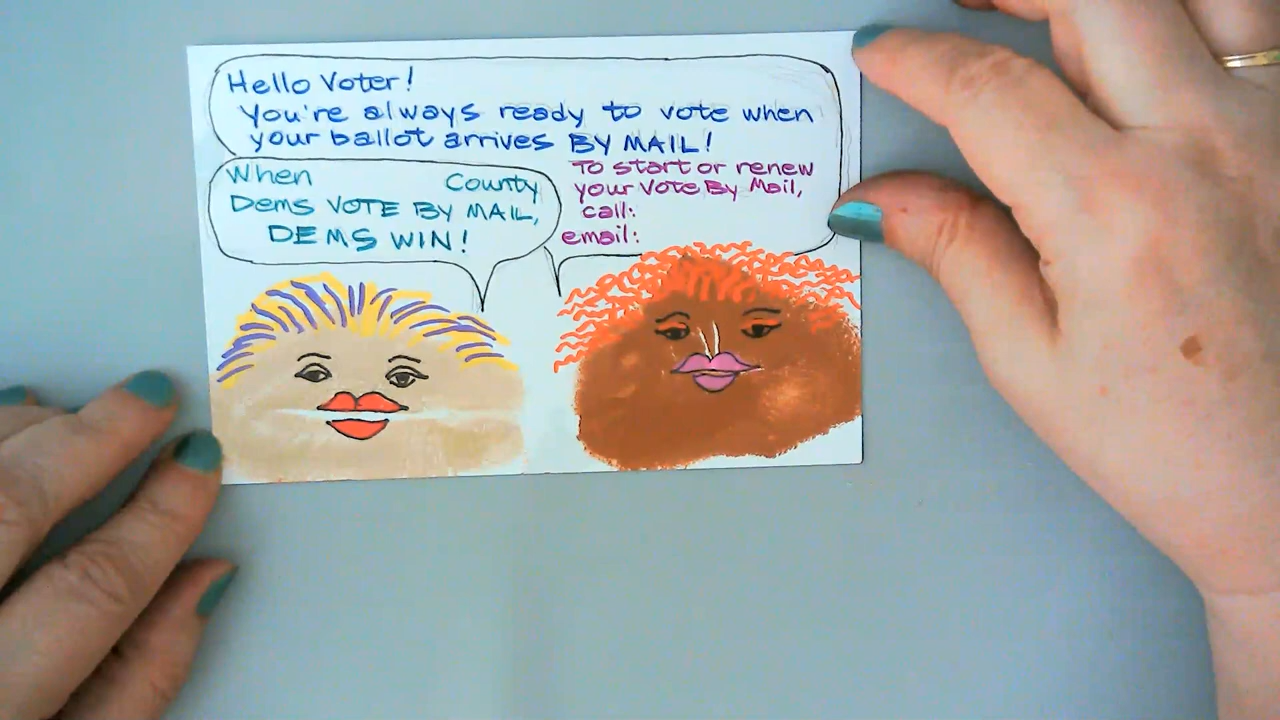 Hello Voter!
You're always ready to vote when
your ballot arrives BY MAIL!
To start or renew
your Vote By Mail,
call:
email:
When County
Dems VOTE BY MAIL,
DEMS WIN!